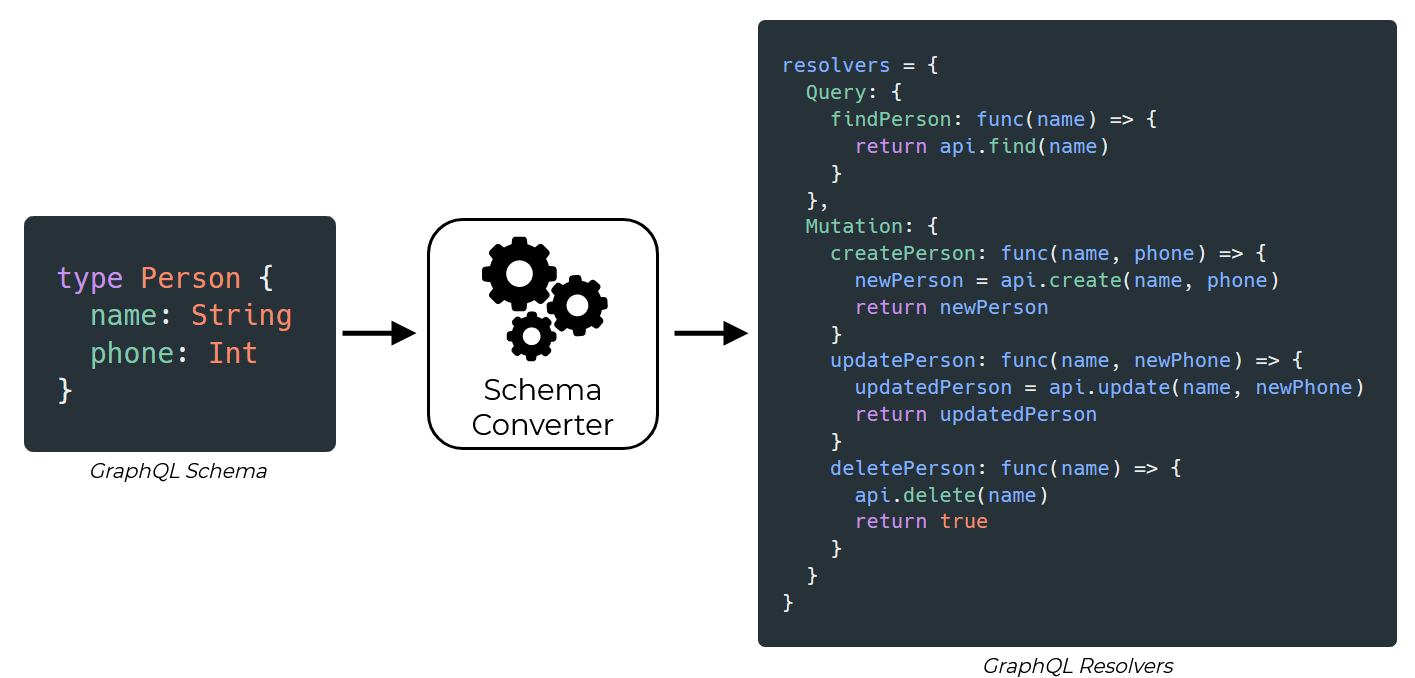 type Person {
  name: String
  phone: Int
}
GraphQL Schema
Schema
Converter
resolvers = {
  Query: {
    findPerson: func(name) => {
      return api.find(name)
    }
  },
  Mutation: {
    createPerson: func(name, phone) => {
      newPerson = api.create(name, phone)
      return newPerson
    }
    updatePerson: func(name, newPhone) => {
      updatedPerson = api.update(name, newPhone)
      return updatedPerson
    }
    deletePerson: func(name) => {
      api.delete(name)
      return true
    }
  }
}
GraphQL Resolvers